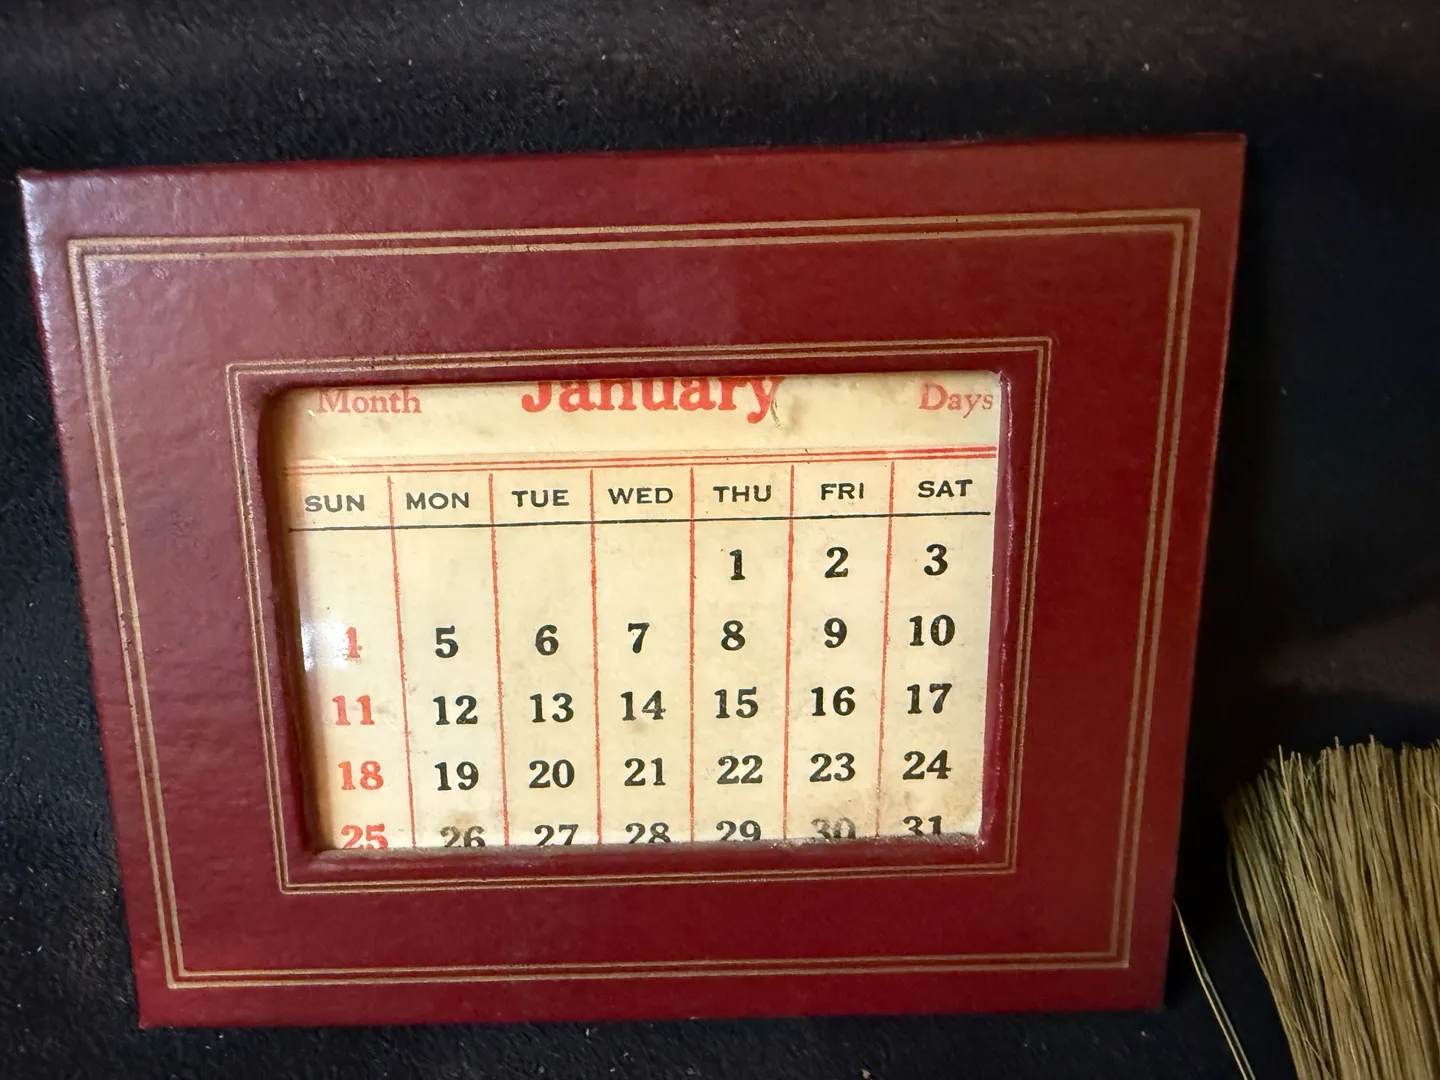 Month January Days
SUN MON TUE WED THU FRI SAT
1 2 3
4 5 6 7 8 9 10
11 12 13 14 15 16 17
18 19 20 21 22 23 24
25 26 27 28 29 30 31